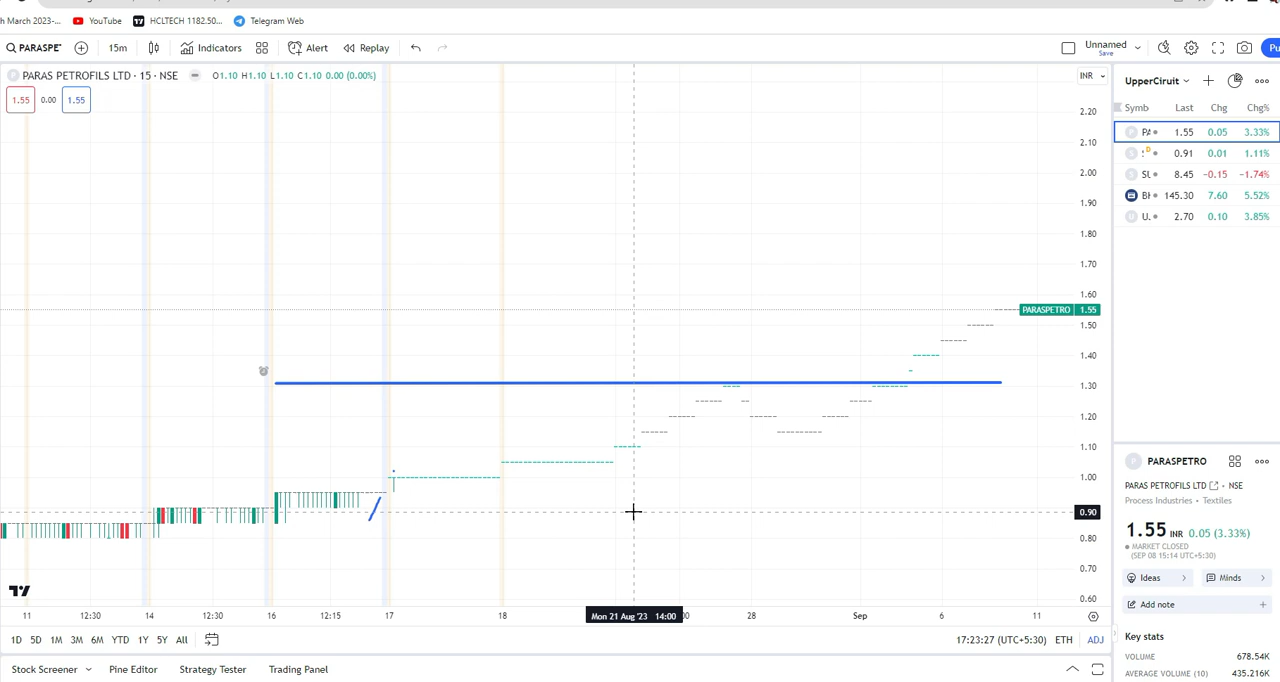 h March 2023-... YouTube HCLTECH 1182.50... Telegram Web
PARASPE 15m Indicators Alert Replay Unnamed Save Pu
PARAS PETROFILS LTD · 15 · NSE O1.10 H1.10 L1.10 C1.10 0.00 (0.00%) INR
1.55 0.00 1.55
UpperCiruit
Symb Last Chg Chg%
1.55 0.05 3.33%
0.91 0.01 1.11%
SU 8.45 -0.15 -1.74%
145.30 7.60 5.52%
U. 2.70 0.10 3.85%
2.20
2.10
2.00
1.90
1.80
1.70
1.60
PARASPETRO 1.55
1.50
1.40
1.30
1.20
1.10
1.00
0.90
0.80
0.70
0.60
11 12:30 14 12:30 16 12:15 17 18 Mon 21 Aug '23 14:00 28 Sep 6 11
PARASPETRO
PARAS PETROFILS LTD · NSE
Process Industries · Textiles
1.55 INR 0.05 (3.33%)
MARKET CLOSED
(SEP 08 15:14 UTC+5:30)
Ideas Minds
Add note
Key stats
VOLUME 678.54K
AVERAGE VOLUME (10) 435.216K
1D 5D 1M 3M 6M YTD 1Y 5Y All 17:23:27 (UTC+5:30) ETH ADJ
Stock Screener Pine Editor Strategy Tester Trading Panel